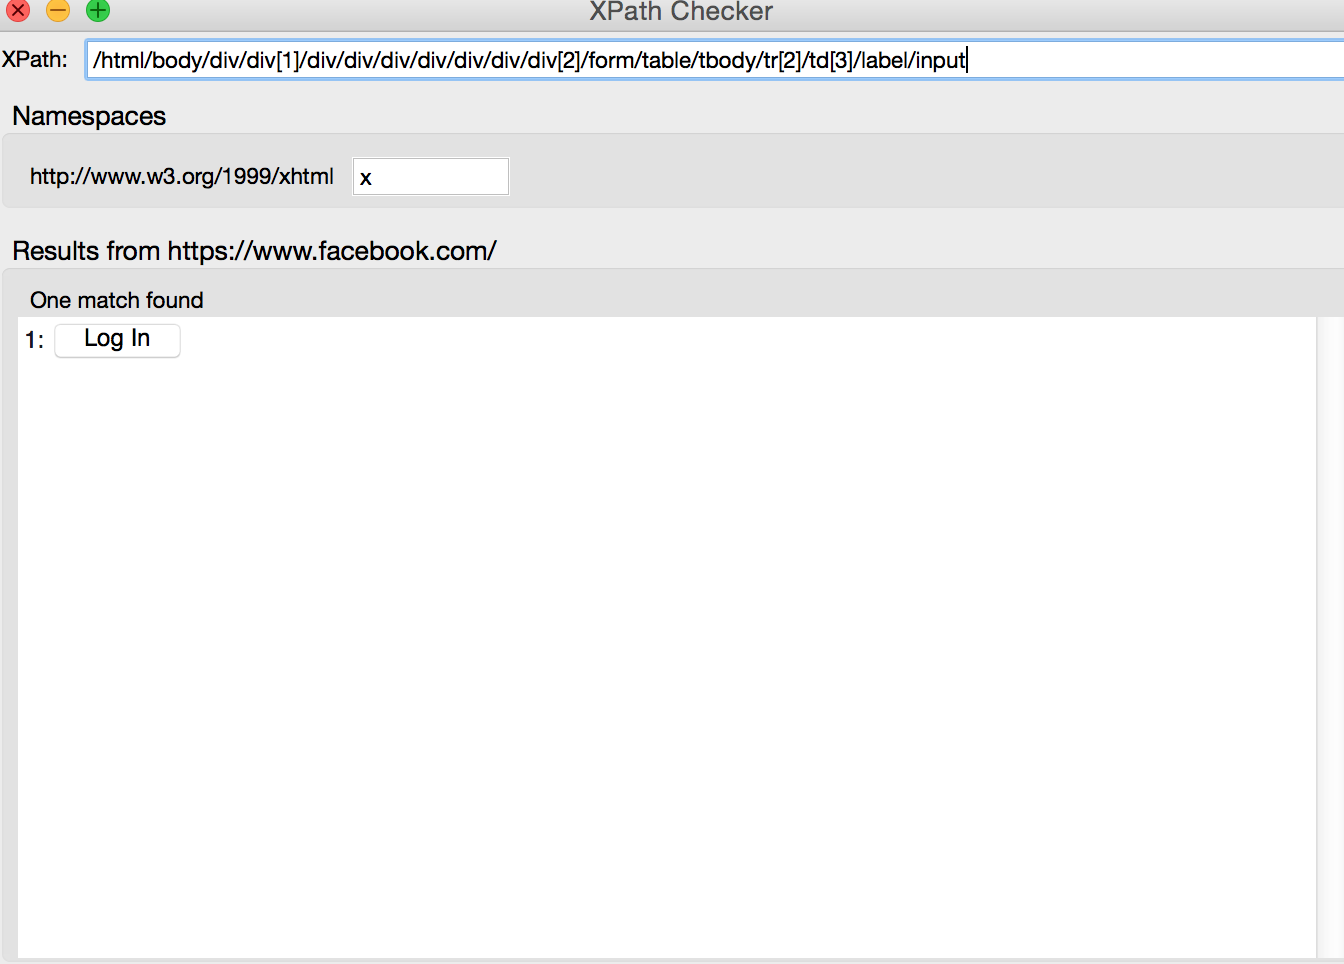 XPath Checker
XPath: /html/body/div/div[1]/div/div/div/div/div/div/div[2]/form/table/tbody/tr[2]/td[3]/label/input
Namespaces
http://www.w3.org/1999/xhtml x
Results from https://www.facebook.com/
One match found
1: Log In